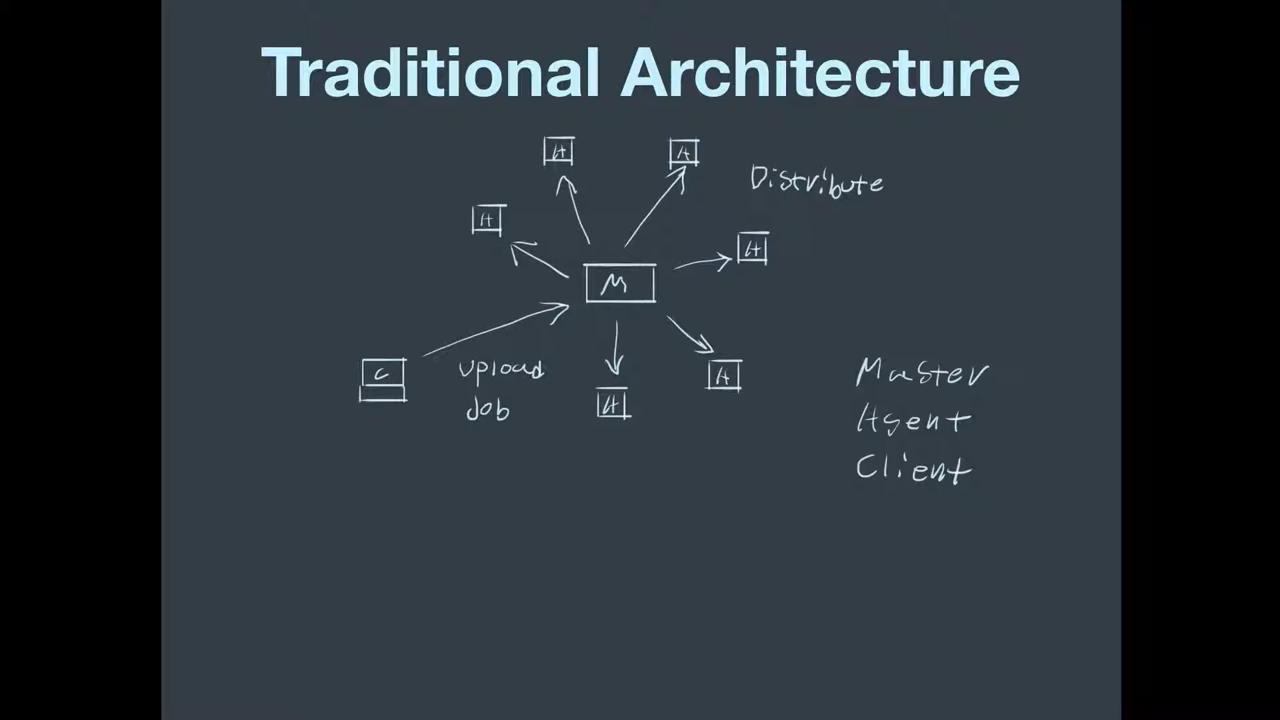 Traditional Architecture
A
A
Distribute
A
A
M
C
upload
job
A
A
Master
Agent
Client